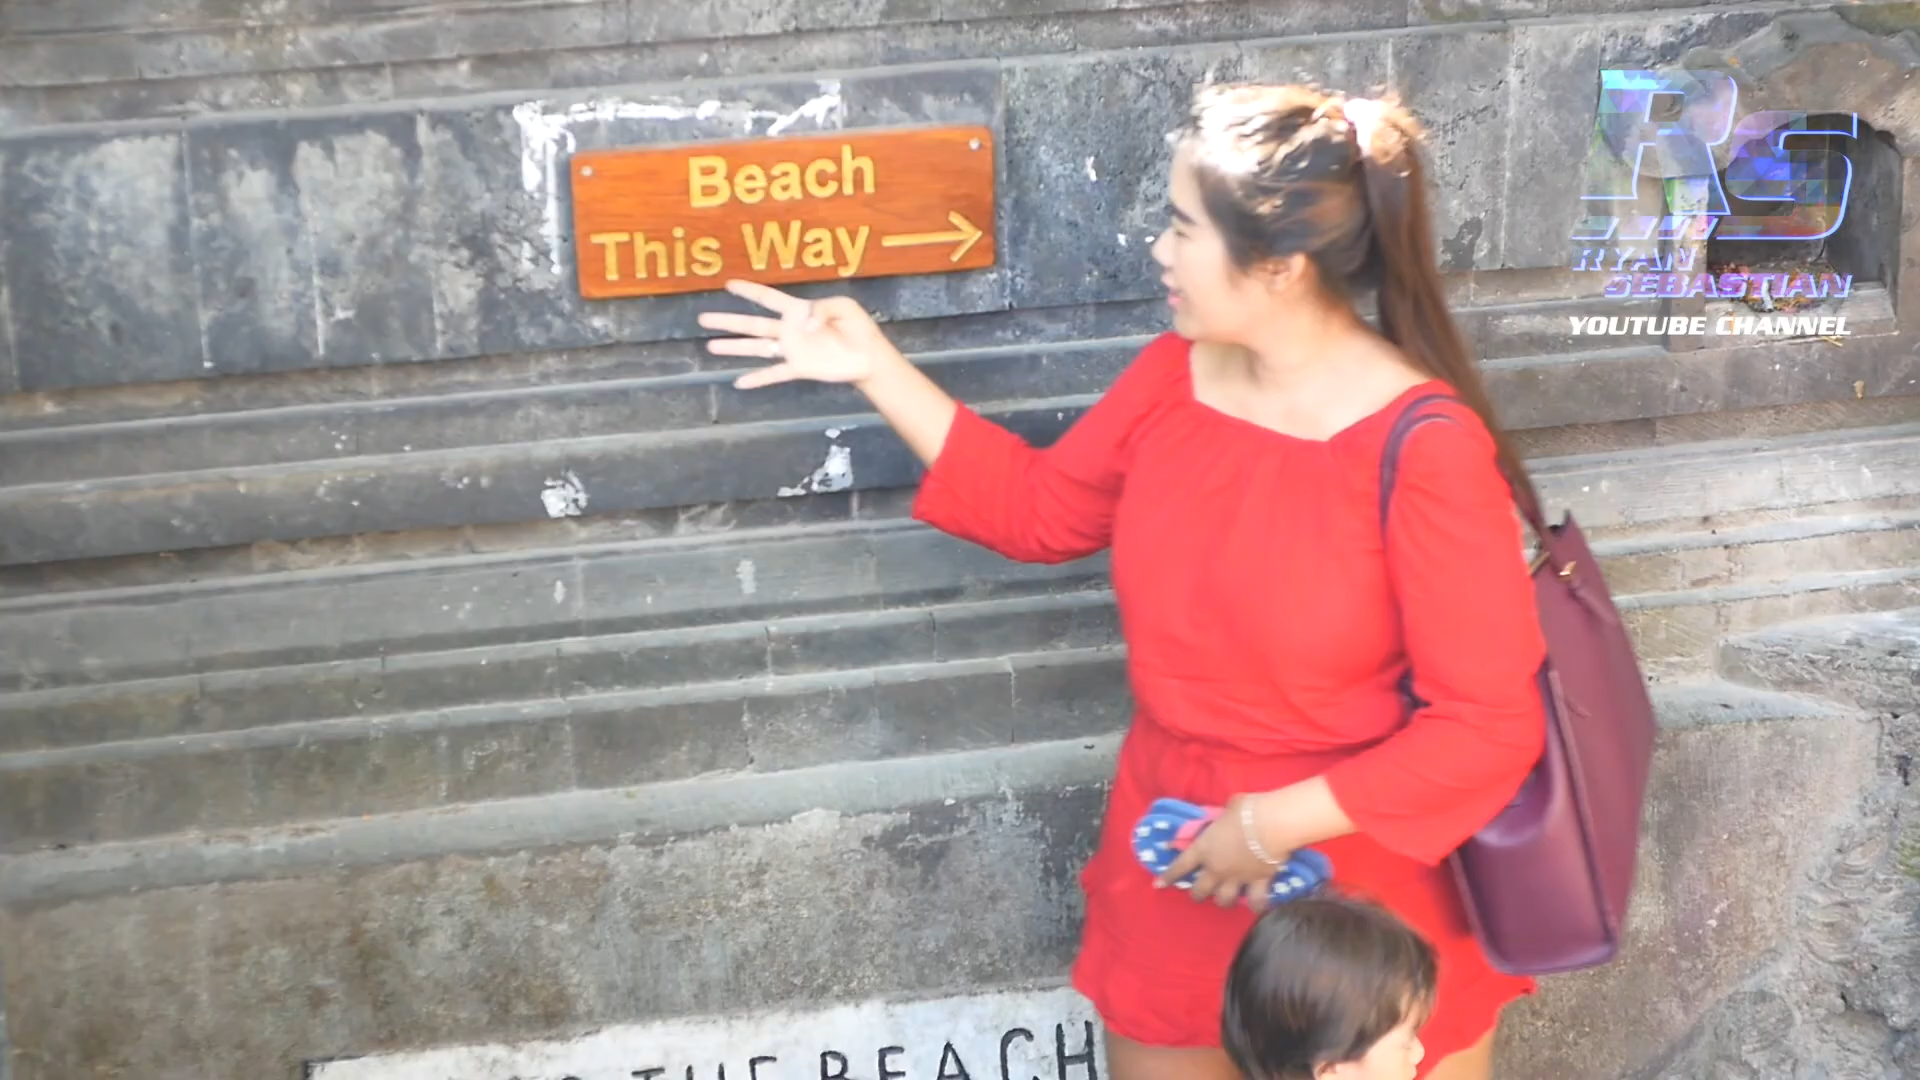 Beach
This Way →
RS
RYAN
SEBASTIAN
YOUTUBE CHANNEL
THE BEACH